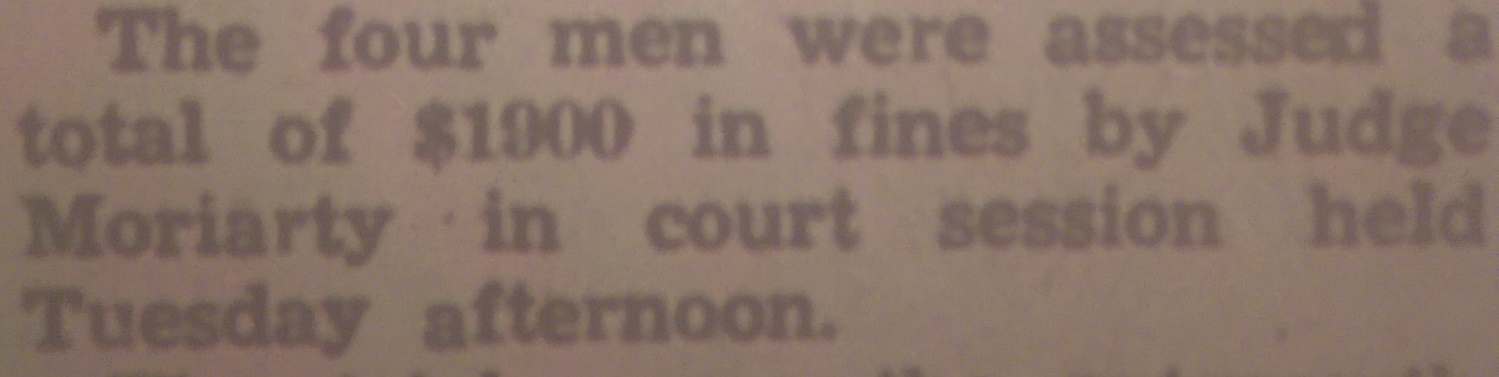 The four men were assessed a
total of $1900 in fines by Judge
Moriarty in court session held
Tuesday afternoon.